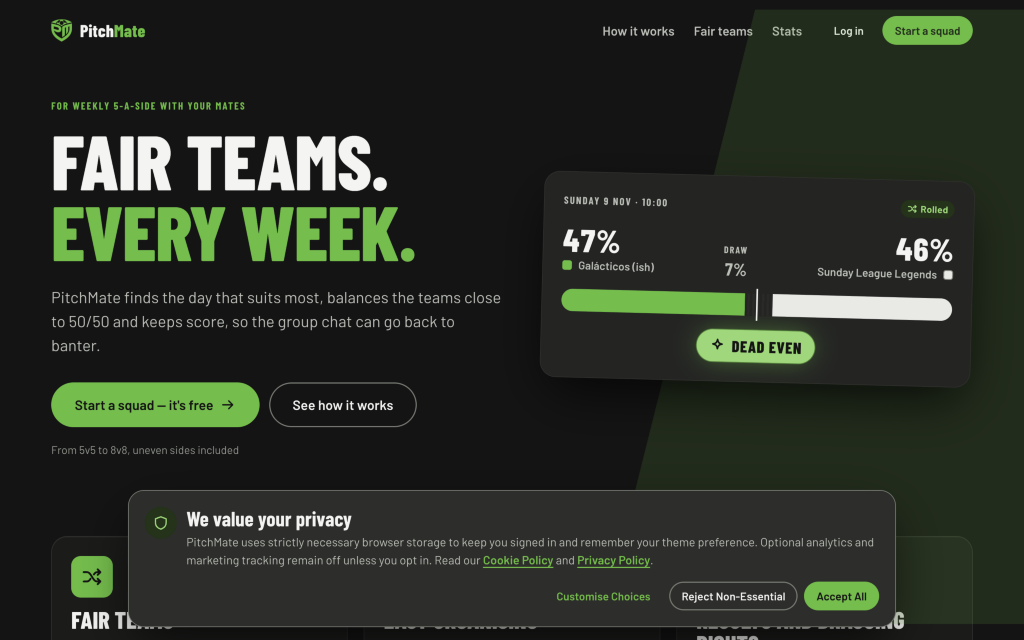 PitchMate
How it works
Fair teams
Stats
Log in
Start a squad
FOR WEEKLY 5-A-SIDE WITH YOUR MATES
FAIR TEAMS.
EVERY WEEK.
PitchMate finds the day that suits most, balances the teams close
to 50/50 and keeps score, so the group chat can go back to
banter.
Start a squad – it's free
See how it works
From 5v5 to 8v8, uneven sides included
SUNDAY 9 NOV · 10:00
Rolled
47%
Galácticos (ish)
DRAW
7%
46%
Sunday League Legends
DEAD EVEN
We value your privacy
PitchMate uses strictly necessary browser storage to keep you signed in and remember your theme preference. Optional analytics and
marketing tracking remain off unless you opt in. Read our Cookie Policy and Privacy Policy.
Customise Choices
Reject Non-Essential
Accept All
FAIR TEAMS